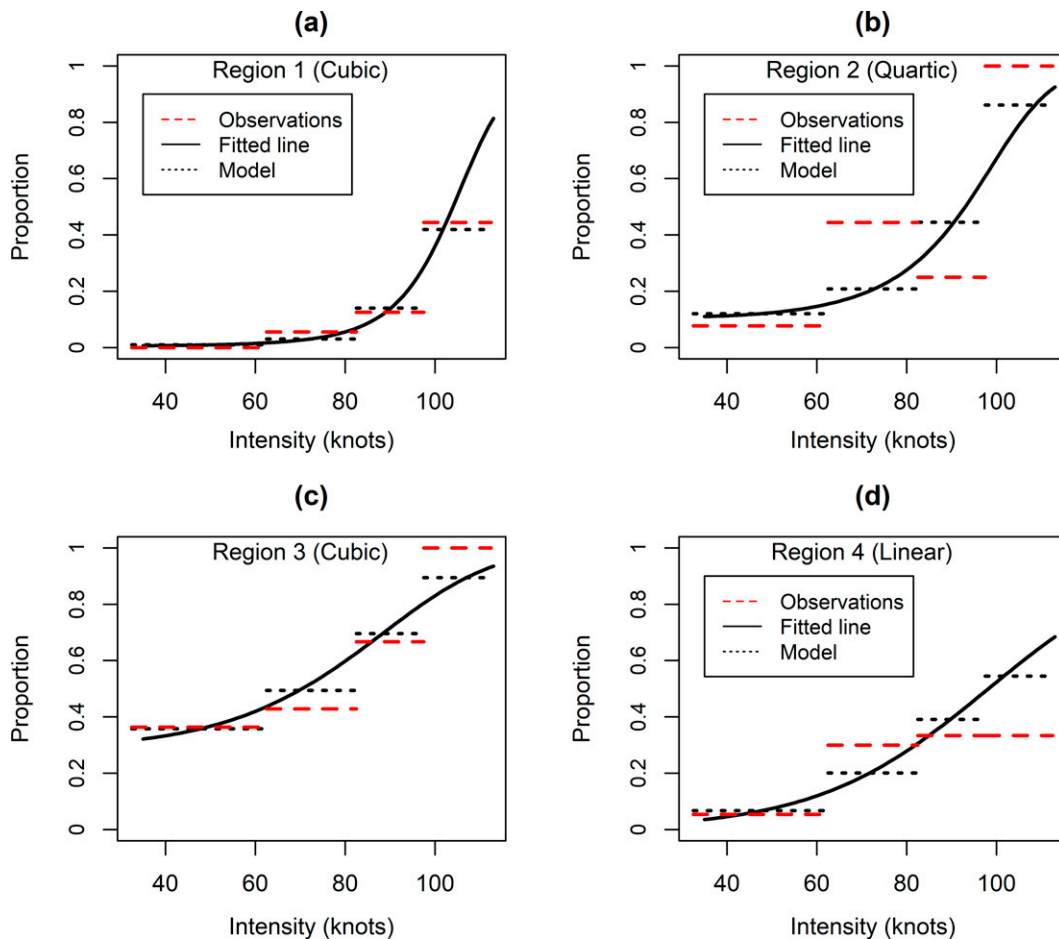 (a)
Region 1 (Cubic)
Observations
Fitted line
Model
Proportion
0
0.2
0.4
0.6
0.8
1
40 60 80 100
Intensity (knots)
(b)
Region 2 (Quartic)
Observations
Fitted line
Model
Proportion
0
0.2
0.4
0.6
0.8
1
40 60 80 100
Intensity (knots)
(c)
Region 3 (Cubic)
Proportion
0
0.2
0.4
0.6
0.8
1
40 60 80 100
Intensity (knots)
(d)
Region 4 (Linear)
Observations
Fitted line
Model
Proportion
0
0.2
0.4
0.6
0.8
1
40 60 80 100
Intensity (knots)